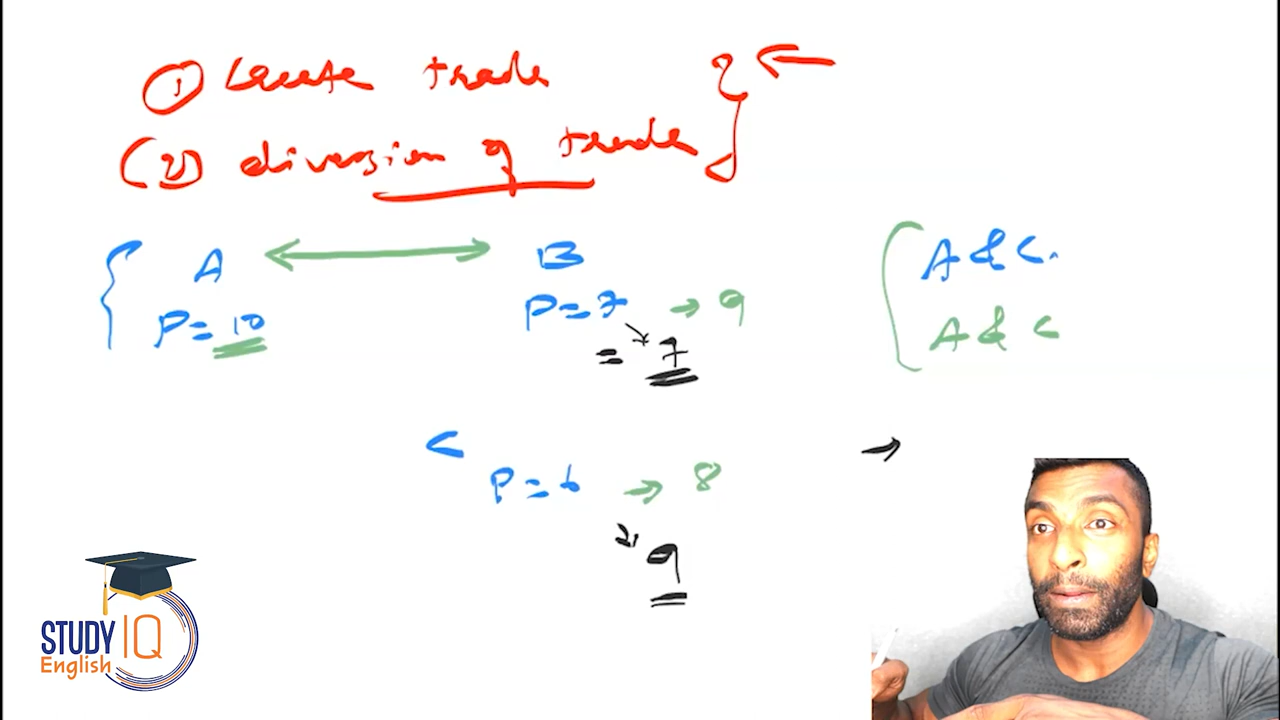 ① Create trade
(2) diversion of trade
A B A & C.
P = 10 P = 7 → 9 A & C
= 7
C
P = 6 → 8
9
STUDY IQ
English